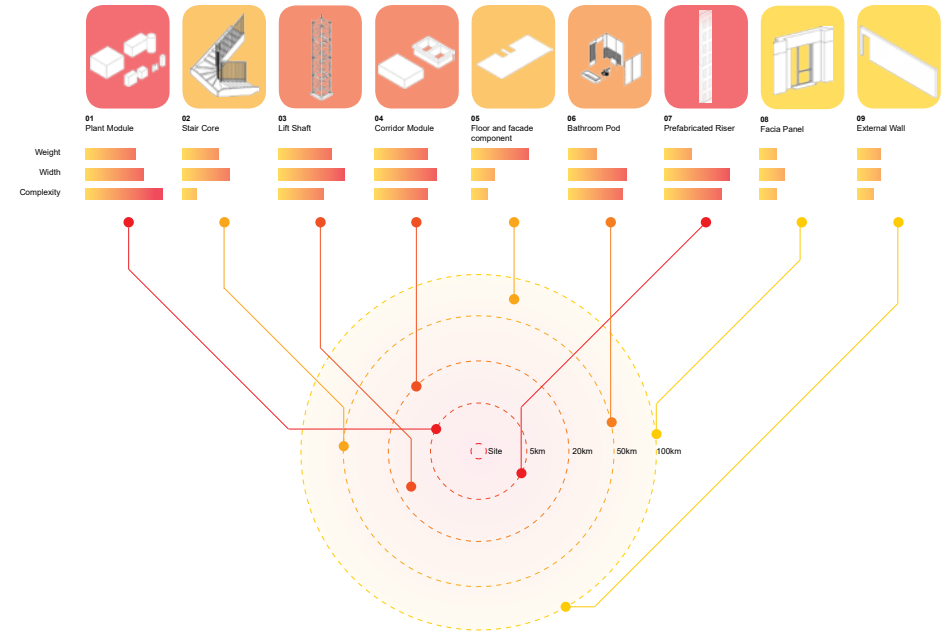 01
Plant Module
02
Stair Core
03
Lift Shaft
04
Corridor Module
05
Floor and facade
component
06
Bathroom Pod
07
Prefabricated Riser
08
Facia Panel
09
External Wall
Weight
Width
Complexity
Site
5km
20km
50km
100km